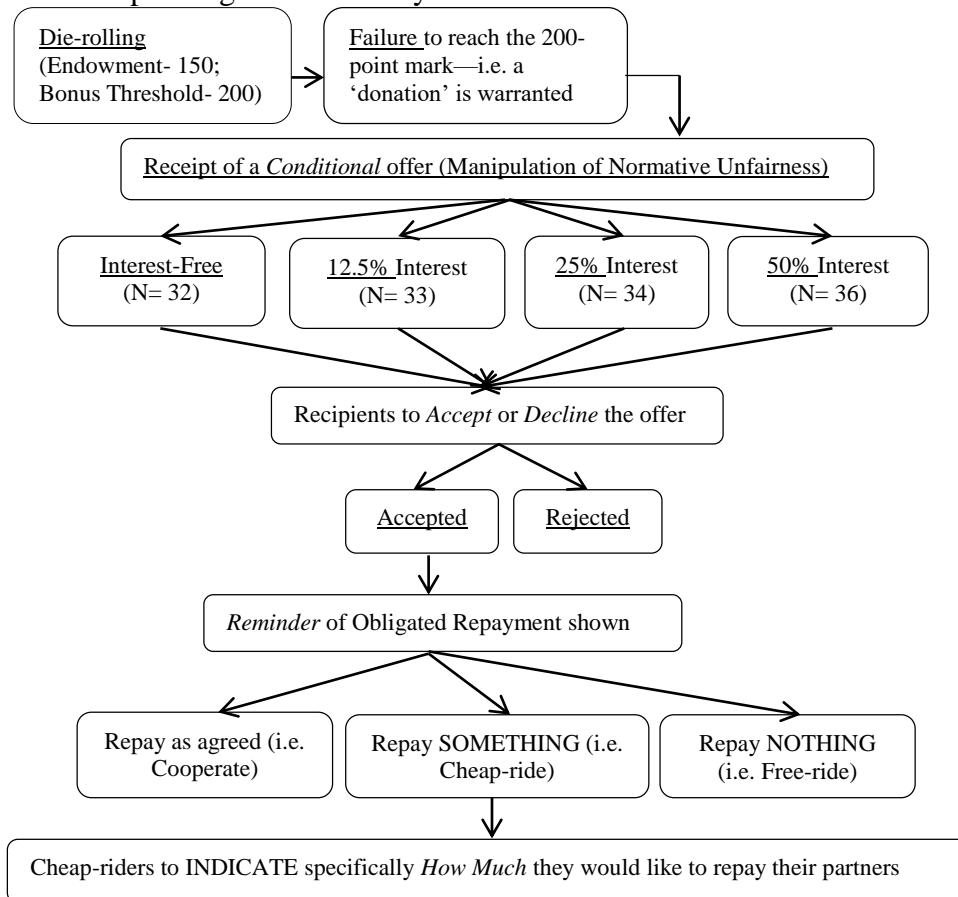 Die-rolling
(Endowment- 150;
Bonus Threshold- 200)
Failure to reach the 200-
point mark—i.e. a
‘donation’ is warranted
Receipt of a Conditional offer (Manipulation of Normative Unfairness)
Interest-Free
(N= 32)
12.5% Interest
(N= 33)
25% Interest
(N= 34)
50% Interest
(N= 36)
Recipients to Accept or Decline the offer
Accepted
Rejected
Reminder of Obligated Repayment shown
Repay as agreed (i.e.
Cooperate)
Repay SOMETHING (i.e.
Cheap-ride)
Repay NOTHING
(i.e. Free-ride)
Cheap-riders to INDICATE specifically How Much they would like to repay their partners